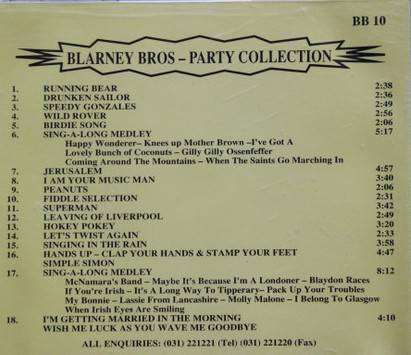 BB 10
BLARNEY BROS – PARTY COLLECTION
1. RUNNING BEAR 2:38
2. DRUNKEN SAILOR 2:36
3. SPEEDY GONZALES 2:49
4. WILD ROVER 2:56
5. BIRDIE SONG 2:06
6. SING-A-LONG MEDLEY 5:17
Happy Wonderer – Knees up Mother Brown –I've Got A
Lovely Bunch of Coconuts – Gilly Gilly Ossenfeffer
Coming Around The Mountains – When The Saints Go Marching In
7. JERUSALEM 4:57
8. I AM YOUR MUSIC MAN 3:40
9. PEANUTS 2:06
10. FIDDLE SELECTION 2:31
11. SUPERMAN 3:42
12. LEAVING OF LIVERPOOL 2:49
13. HOKEY POKEY 3:20
14. LET'S TWIST AGAIN 2:33
15. SINGING IN THE RAIN 3:58
16. HANDS UP – CLAP YOUR HANDS & STAMP YOUR FEET 4:47
SIMPLE SIMON
17. SING-A-LONG MEDLEY 8:12
McNamara's Band – Maybe It's Because I'm A Londoner – Blaydon Races
If You're Irish – It's A Long Way To Tipperary– Pack Up Your Troubles
My Bonnie – Lassie From Lancashire – Molly Malone – I Belong To Glasgow
When Irish Eyes are Smiling
18. I'M GETTING MARRIED IN THE MORNING 4:10
WISH ME LUCK AS YOU WAVE ME GOODBYE
ALL ENQUIRIES: (031) 221221 (Tel) (031) 221220 (Fax)